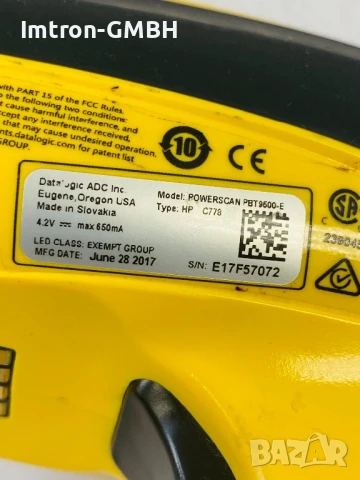 Imtron-GMBH
with PART 15 of the FCC Rules.
to the following two conditions:
t cause harmful interference,
accept any interference received,
may cause undesired operation.
nts.datalogic.com for patent list.
GROUP.
10
Datalogic ADC Inc.
Eugene,Oregon USA
Made in Slovakia
4.2V max 650mA
LED CLASS: EXEMPT GROUP
MFG DATE: June 28 2017
Model: POWERSCAN PBT9500-E
Type: HP C778
S/N: E17F57072
BAZAR
bg